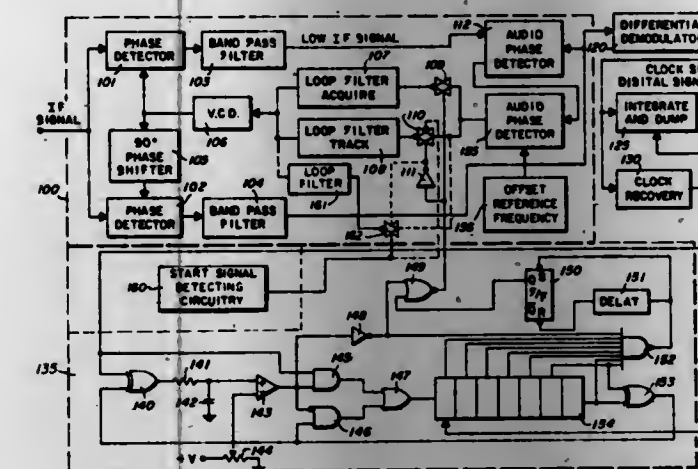 PHASE
DETECTOR
101
BAND PASS
FILTER
103
LOW IF SIGNAL
107
LOOP FILTER
ACQUIRE
112
AUDIO
PHASE
DETECTOR
120
DIFFERENTIA
DEMODULATO
IF
SIGNAL
V.C.O.
106
109
110
AUDIO
PHASE
DETECTOR
155
CLOCK S
DIGITAL SIGN
INTEGRATE
AND DUMP
125
90°
PHASE
SHIFTER
105
LOOP FILTER
TRACK
108
111
130
CLOCK
RECOVERY
100
LOOP
FILTER
161
OFFSET
REFERENCE
FREQUENCY
156
102
PHASE
DETECTOR
104
BAND PASS
FILTER
162
START SIGNAL
DETECTING
CIRCUITRY
160
149
Q S
F/F
Q R
150
151
DELAY
148
152
135
141
145
147
153
140
142
143
146
154
V
144